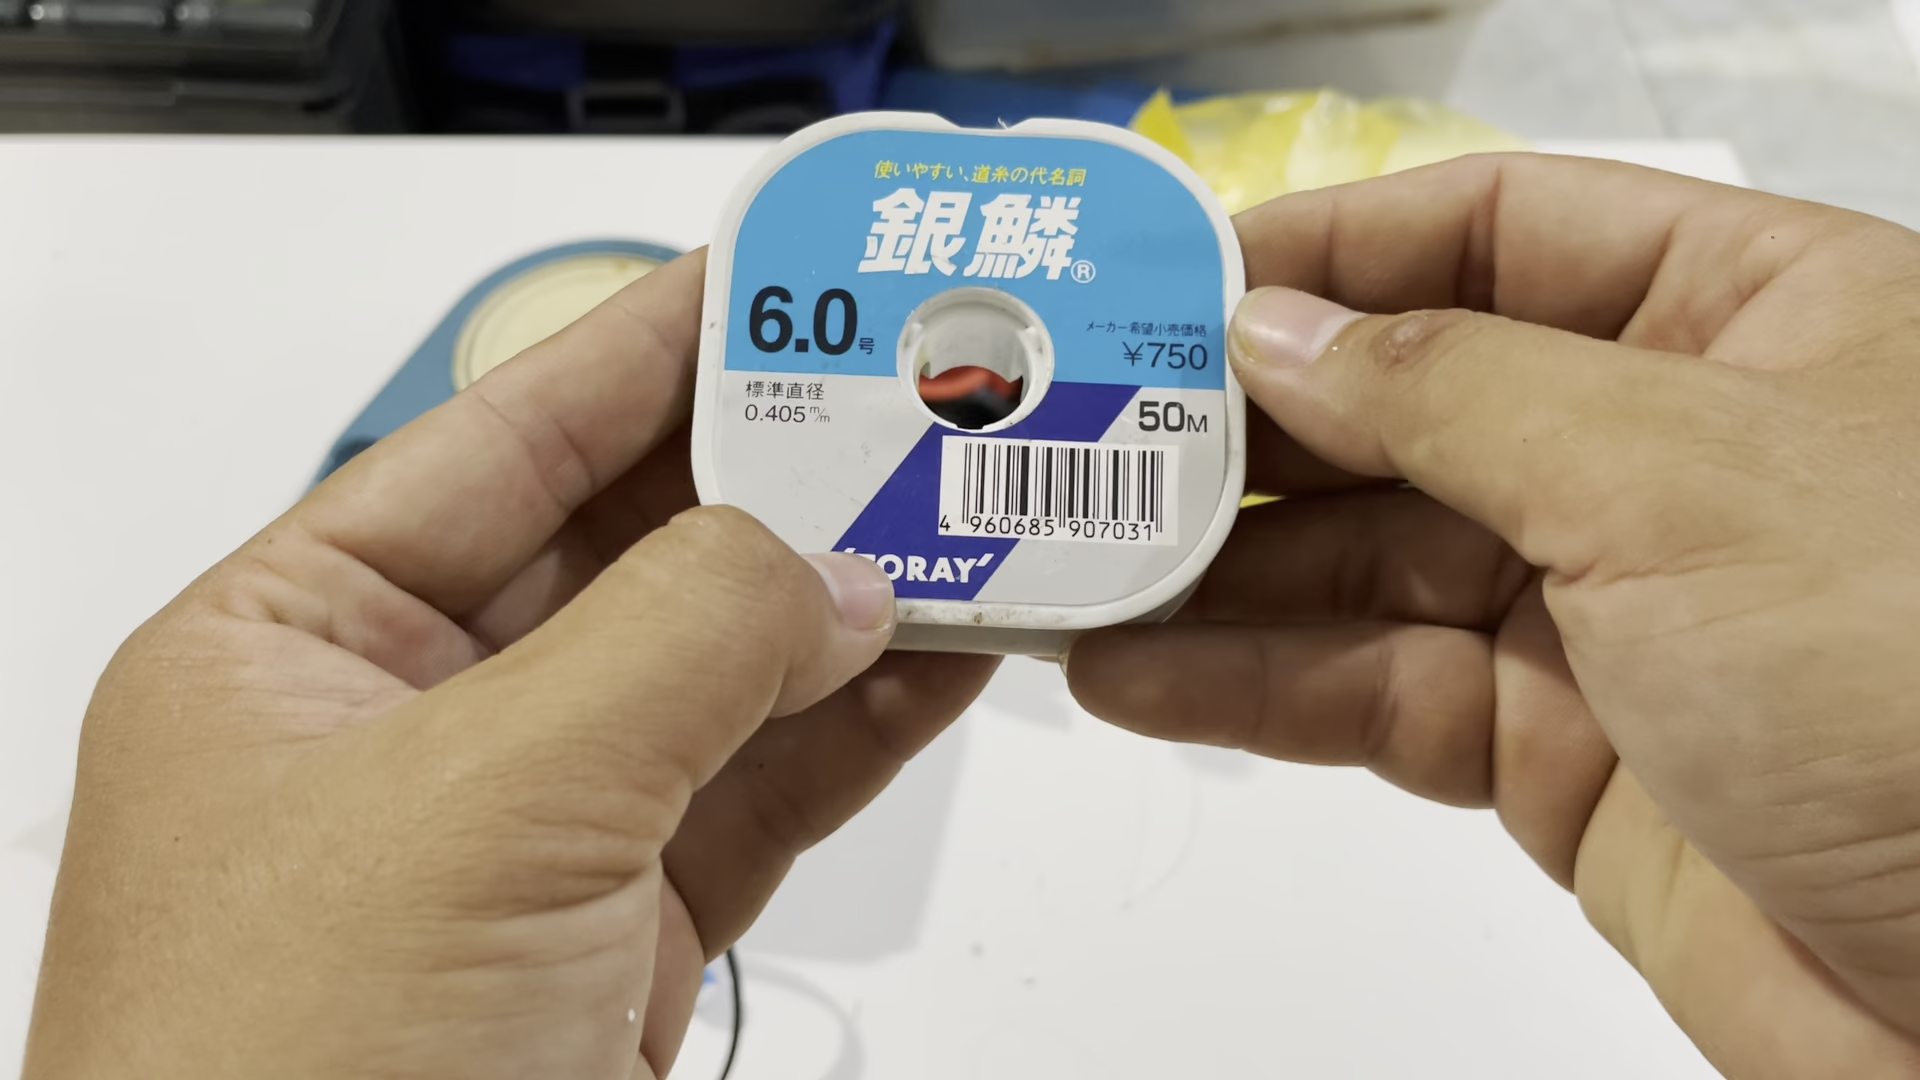 使いやすい、道糸の代名詞
銀鱗®
6.0号
メーカー希望小売価格
¥750
標準直径
0.405 m/m
50M
4 960685 907031
'TORAY'